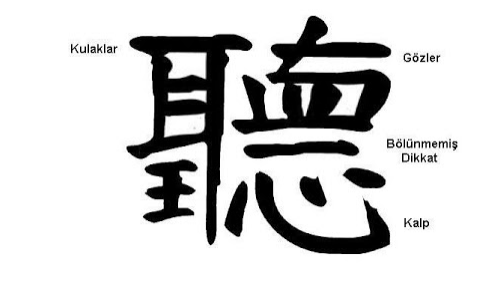 Kulaklar
聽
Gözler
Bölünmemiş
Dikkat
Kalp